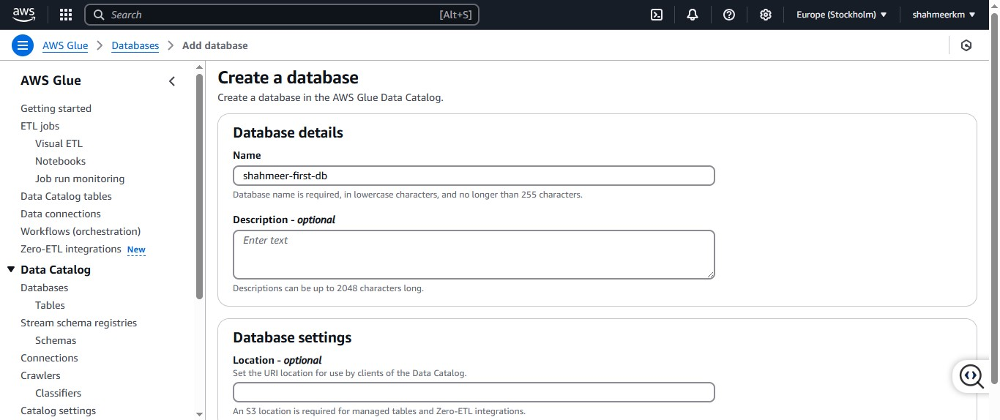 aws
Search [Alt+S] Europe (Stockholm) shahmeerkm
AWS Glue Databases Add database
AWS Glue
Getting started
ETL jobs
Visual ETL
Notebooks
Job run monitoring
Data Catalog tables
Data connections
Workflows (orchestration)
Zero-ETL integrations New
Data Catalog
Databases
Tables
Stream schema registries
Schemas
Connections
Crawlers
Classifiers
Catalog settings
Create a database
Create a database in the AWS Glue Data Catalog.
Database details
Name
shahmeer-first-db
Database name is required, in lowercase characters, and no longer than 255 characters.
Description - optional
Enter text
Descriptions can be up to 2048 characters long.
Database settings
Location - optional
Set the URI location for use by clients of the Data Catalog.
An S3 location is required for managed tables and Zero-ETL integrations.